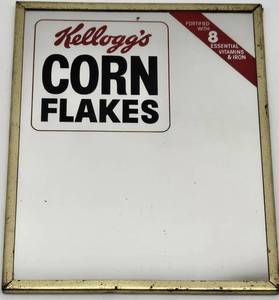 Kellogg's
CORN
FLAKES
FORTIFIED
WITH
8
ESSENTIAL
VITAMINS
& IRON